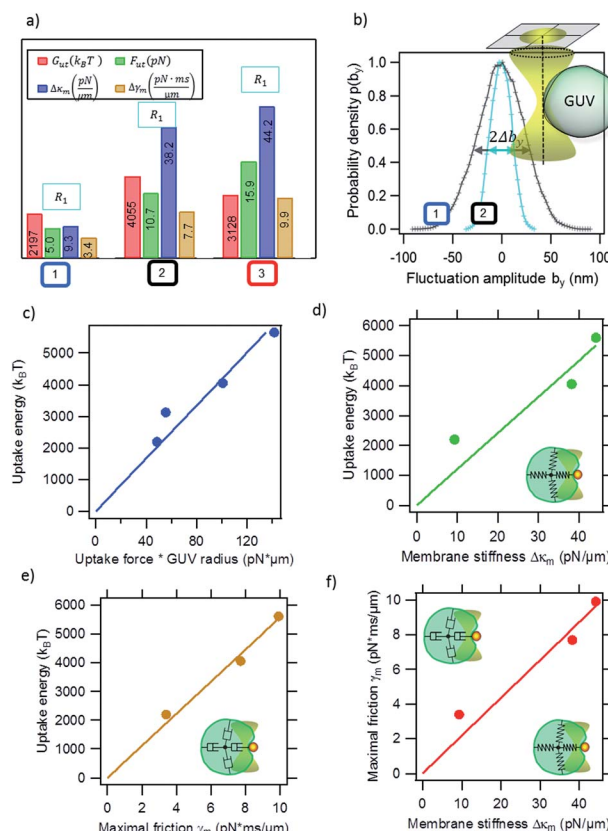 a)
G_ut(k_BT) F_ut(pN)
Δκ_m(pN/μm) Δγ_m(pN·ms/μm)
R_1
R_1
R_1
2197
5.0
9.3
3.4
4055
10.7
38.2
7.7
3128
15.9
44.2
9.9
1
2
3
b)
Probability density p(b_y)
1.0
0.8
0.6
0.4
0.2
0.0
GUV
2Δb_y
1
2
-100 -50 0 50 100
Fluctuation amplitude b_y (nm)
c)
Uptake energy (k_BT)
6000
5000
4000
3000
2000
1000
0
0 40 80 120
Uptake force * GUV radius (pN*μm)
d)
Uptake energy (k_BT)
6000
5000
4000
3000
2000
1000
0
0 10 20 30 40
Membrane stiffness Δκ_m (pN/μm)
e)
Uptake energy (k_BT)
6000
5000
4000
3000
2000
1000
0
0 2 4 6 8 10
Maximal friction γ_m (pN*ms/μm)
f)
Maximal friction γ_m (pN*ms/μm)
10
8
6
4
2
0
0 10 20 30 40
Membrane stiffness Δκ_m (pN/μm)